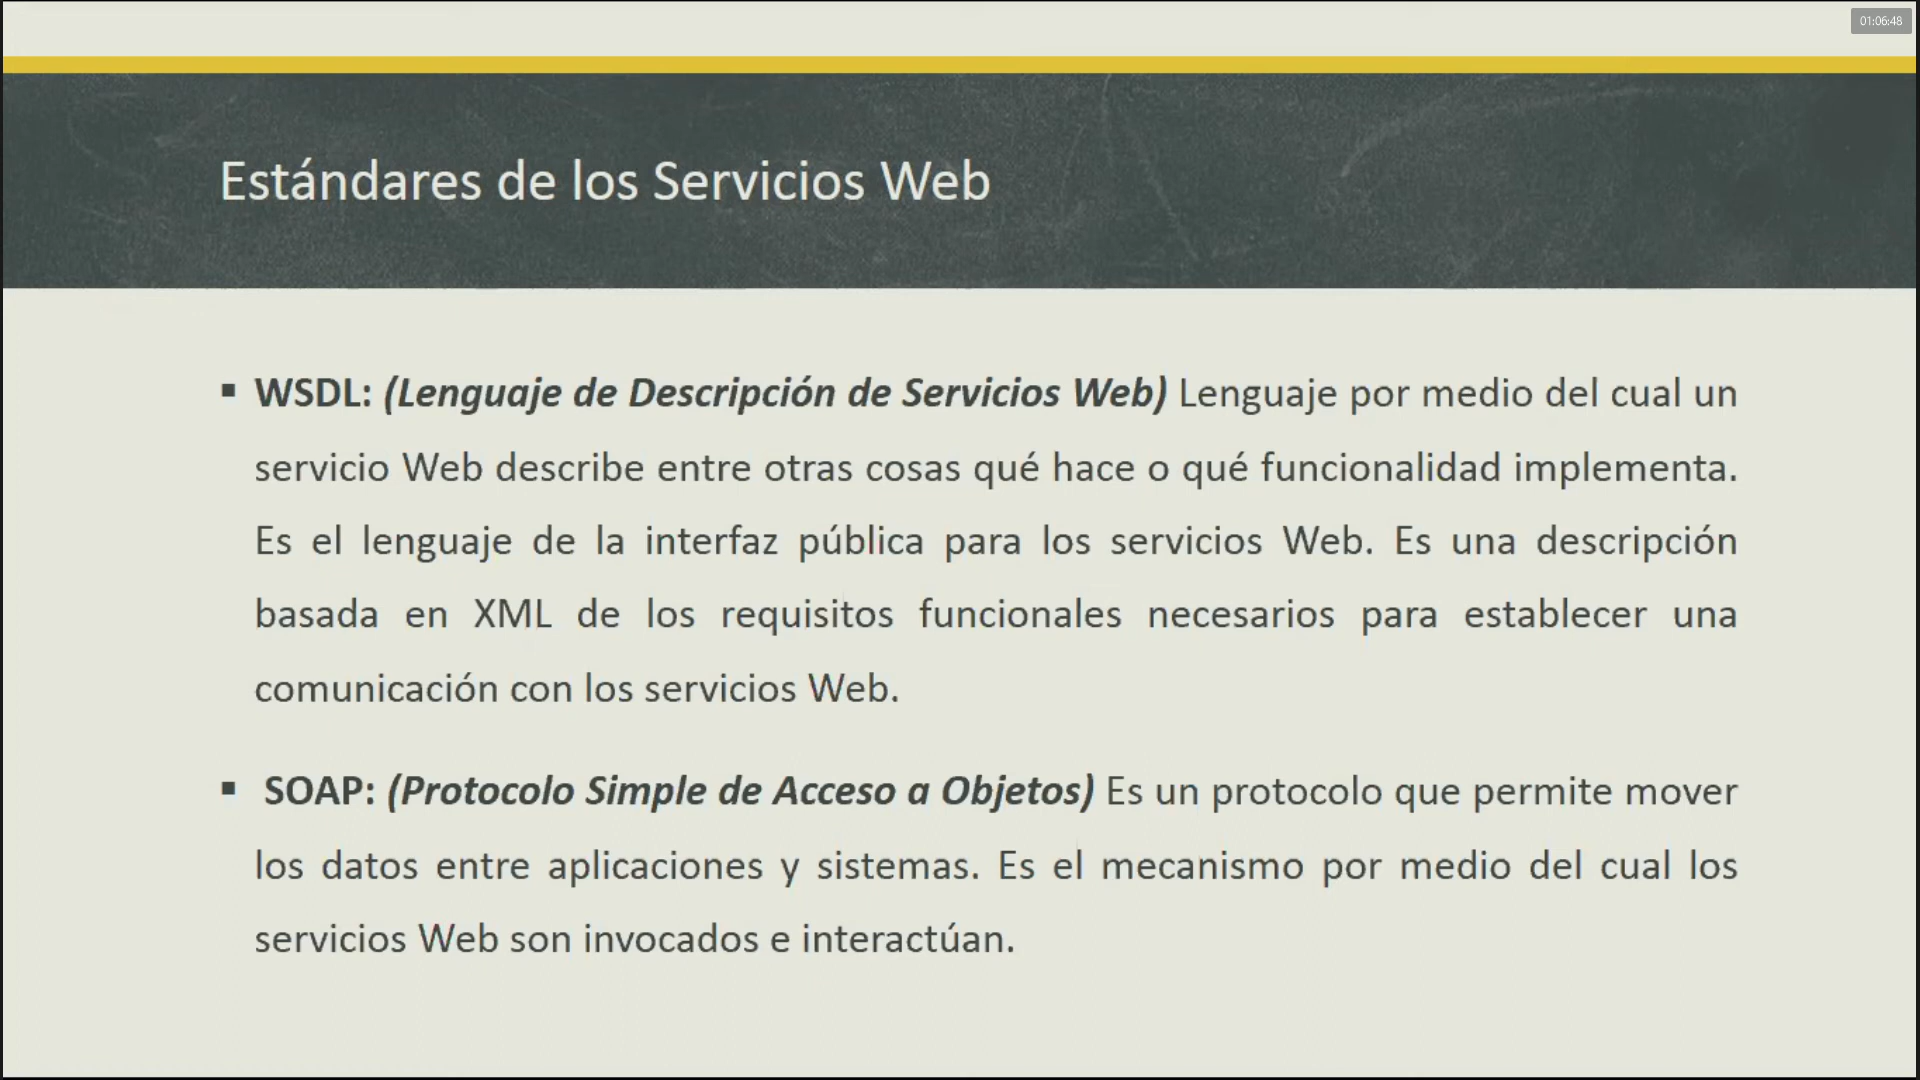 01:06:48
Estándares de los Servicios Web
▪ WSDL: (Lenguaje de Descripción de Servicios Web) Lenguaje por medio del cual un
servicio Web describe entre otras cosas qué hace o qué funcionalidad implementa.
Es el lenguaje de la interfaz pública para los servicios Web. Es una descripción
basada en XML de los requisitos funcionales necesarios para establecer una
comunicación con los servicios Web.
▪ SOAP: (Protocolo Simple de Acceso a Objetos) Es un protocolo que permite mover
los datos entre aplicaciones y sistemas. Es el mecanismo por medio del cual los
servicios Web son invocados e interactúan.